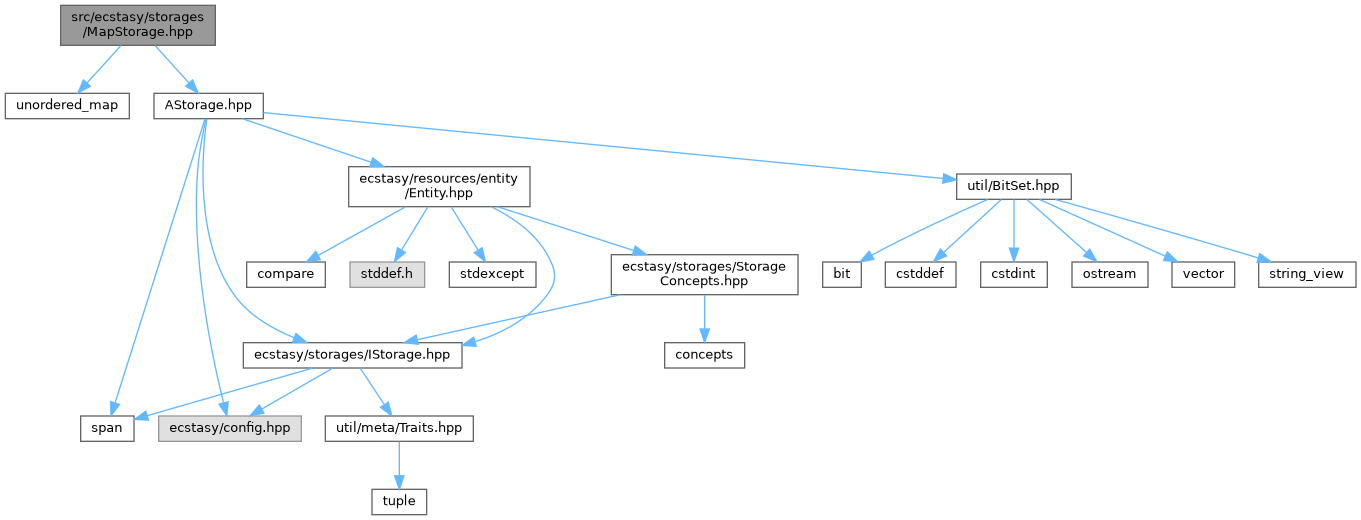 src/ecstasy/storages
/MapStorage.hpp
unordered_map
AStorage.hpp
ecstasy/resources/entity
/Entity.hpp
util/BitSet.hpp
compare
stddef.h
stdexcept
ecstasy/storages/Storage
Concepts.hpp
bit
cstddef
cstdint
ostream
vector
string_view
ecstasy/storages/IStorage.hpp
concepts
span
ecstasy/config.hpp
util/meta/Traits.hpp
tuple